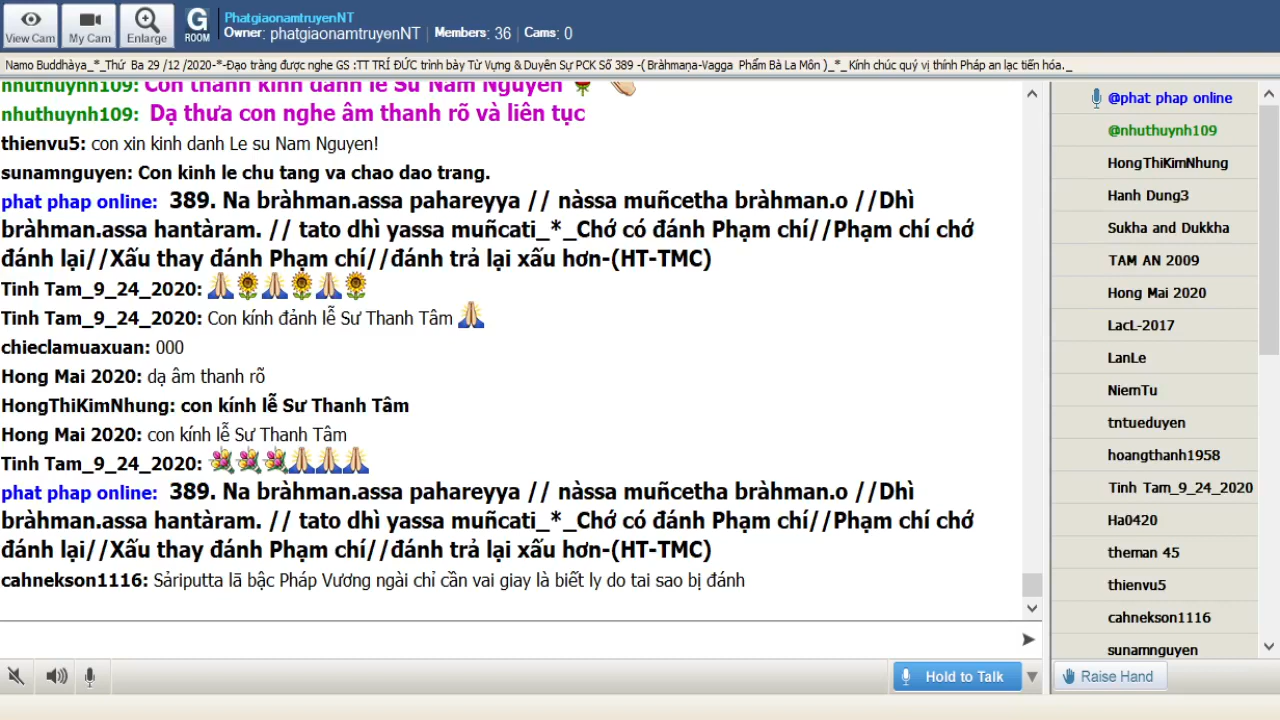 View Cam
My Cam
Enlarge
G
ROOM
PhatgiaonamtruyenNT
Owner: phatgiaonamtruyenNT | Members: 36 | Cams: 0
Namo Buddhàya_*_Thứ Ba 29 /12 /2020-*-Đạo tràng được nghe GS :TT TRÍ ĐỨC trình bày Từ Vựng & Duyên Sự PCK Số 389 -( Bràhmaṇa-Vagga Phẩm Bà La Môn )_*_ Kính chúc quý vị thính Pháp an lạc tiến hóa._
nhuthuynh109: Con thành kính đảnh lễ Sư Nam Nguyên
nhuthuynh109: Dạ thưa con nghe âm thanh rõ và liên tục
thienvu5: con xin kinh danh Le su Nam Nguyen!
sunamnguyen: Con kinh le chu tang va chao dao trang.
phat phap online: 389. Na bràhman.assa pahareyya // nàssa muñcetha bràhman.o //Dhì
bràhman.assa hantàram. // tato dhì yassa muñcati_*_Chớ có đánh Phạm chí//Phạm chí chớ
đánh lại//Xấu thay đánh Phạm chí//đánh trả lại xấu hơn-(HT-TMC)
Tinh Tam_9_24_2020:
Tinh Tam_9_24_2020: Con kính đảnh lễ Sư Thanh Tâm
chieclamuaxuan: 000
Hong Mai 2020: dạ âm thanh rõ
HongThiKimNhung: con kính lễ Sư Thanh Tâm
Hong Mai 2020: con kính lễ Sư Thanh Tâm
Tinh Tam_9_24_2020:
phat phap online: 389. Na bràhman.assa pahareyya // nàssa muñcetha bràhman.o //Dhì
bràhman.assa hantàram. // tato dhì yassa muñcati_*_Chớ có đánh Phạm chí//Phạm chí chớ
đánh lại//Xấu thay đánh Phạm chí//đánh trả lại xấu hơn-(HT-TMC)
cahnekson1116: Sảriputta lā bậc Pháp Vương ngài chỉ cần vai giay là biết ly do tai sao bị đánh
Hold to Talk
@phat phap online
@nhuthuynh109
HongThiKimNhung
Hanh Dung3
Sukha and Dukkha
TAM AN 2009
Hong Mai 2020
LacL-2017
LanLe
NiemTu
tntueduyen
hoangthanh1958
Tinh Tam_9_24_2020
Ha0420
theman 45
thienvu5
cahnekson1116
sunamnguyen
Raise Hand